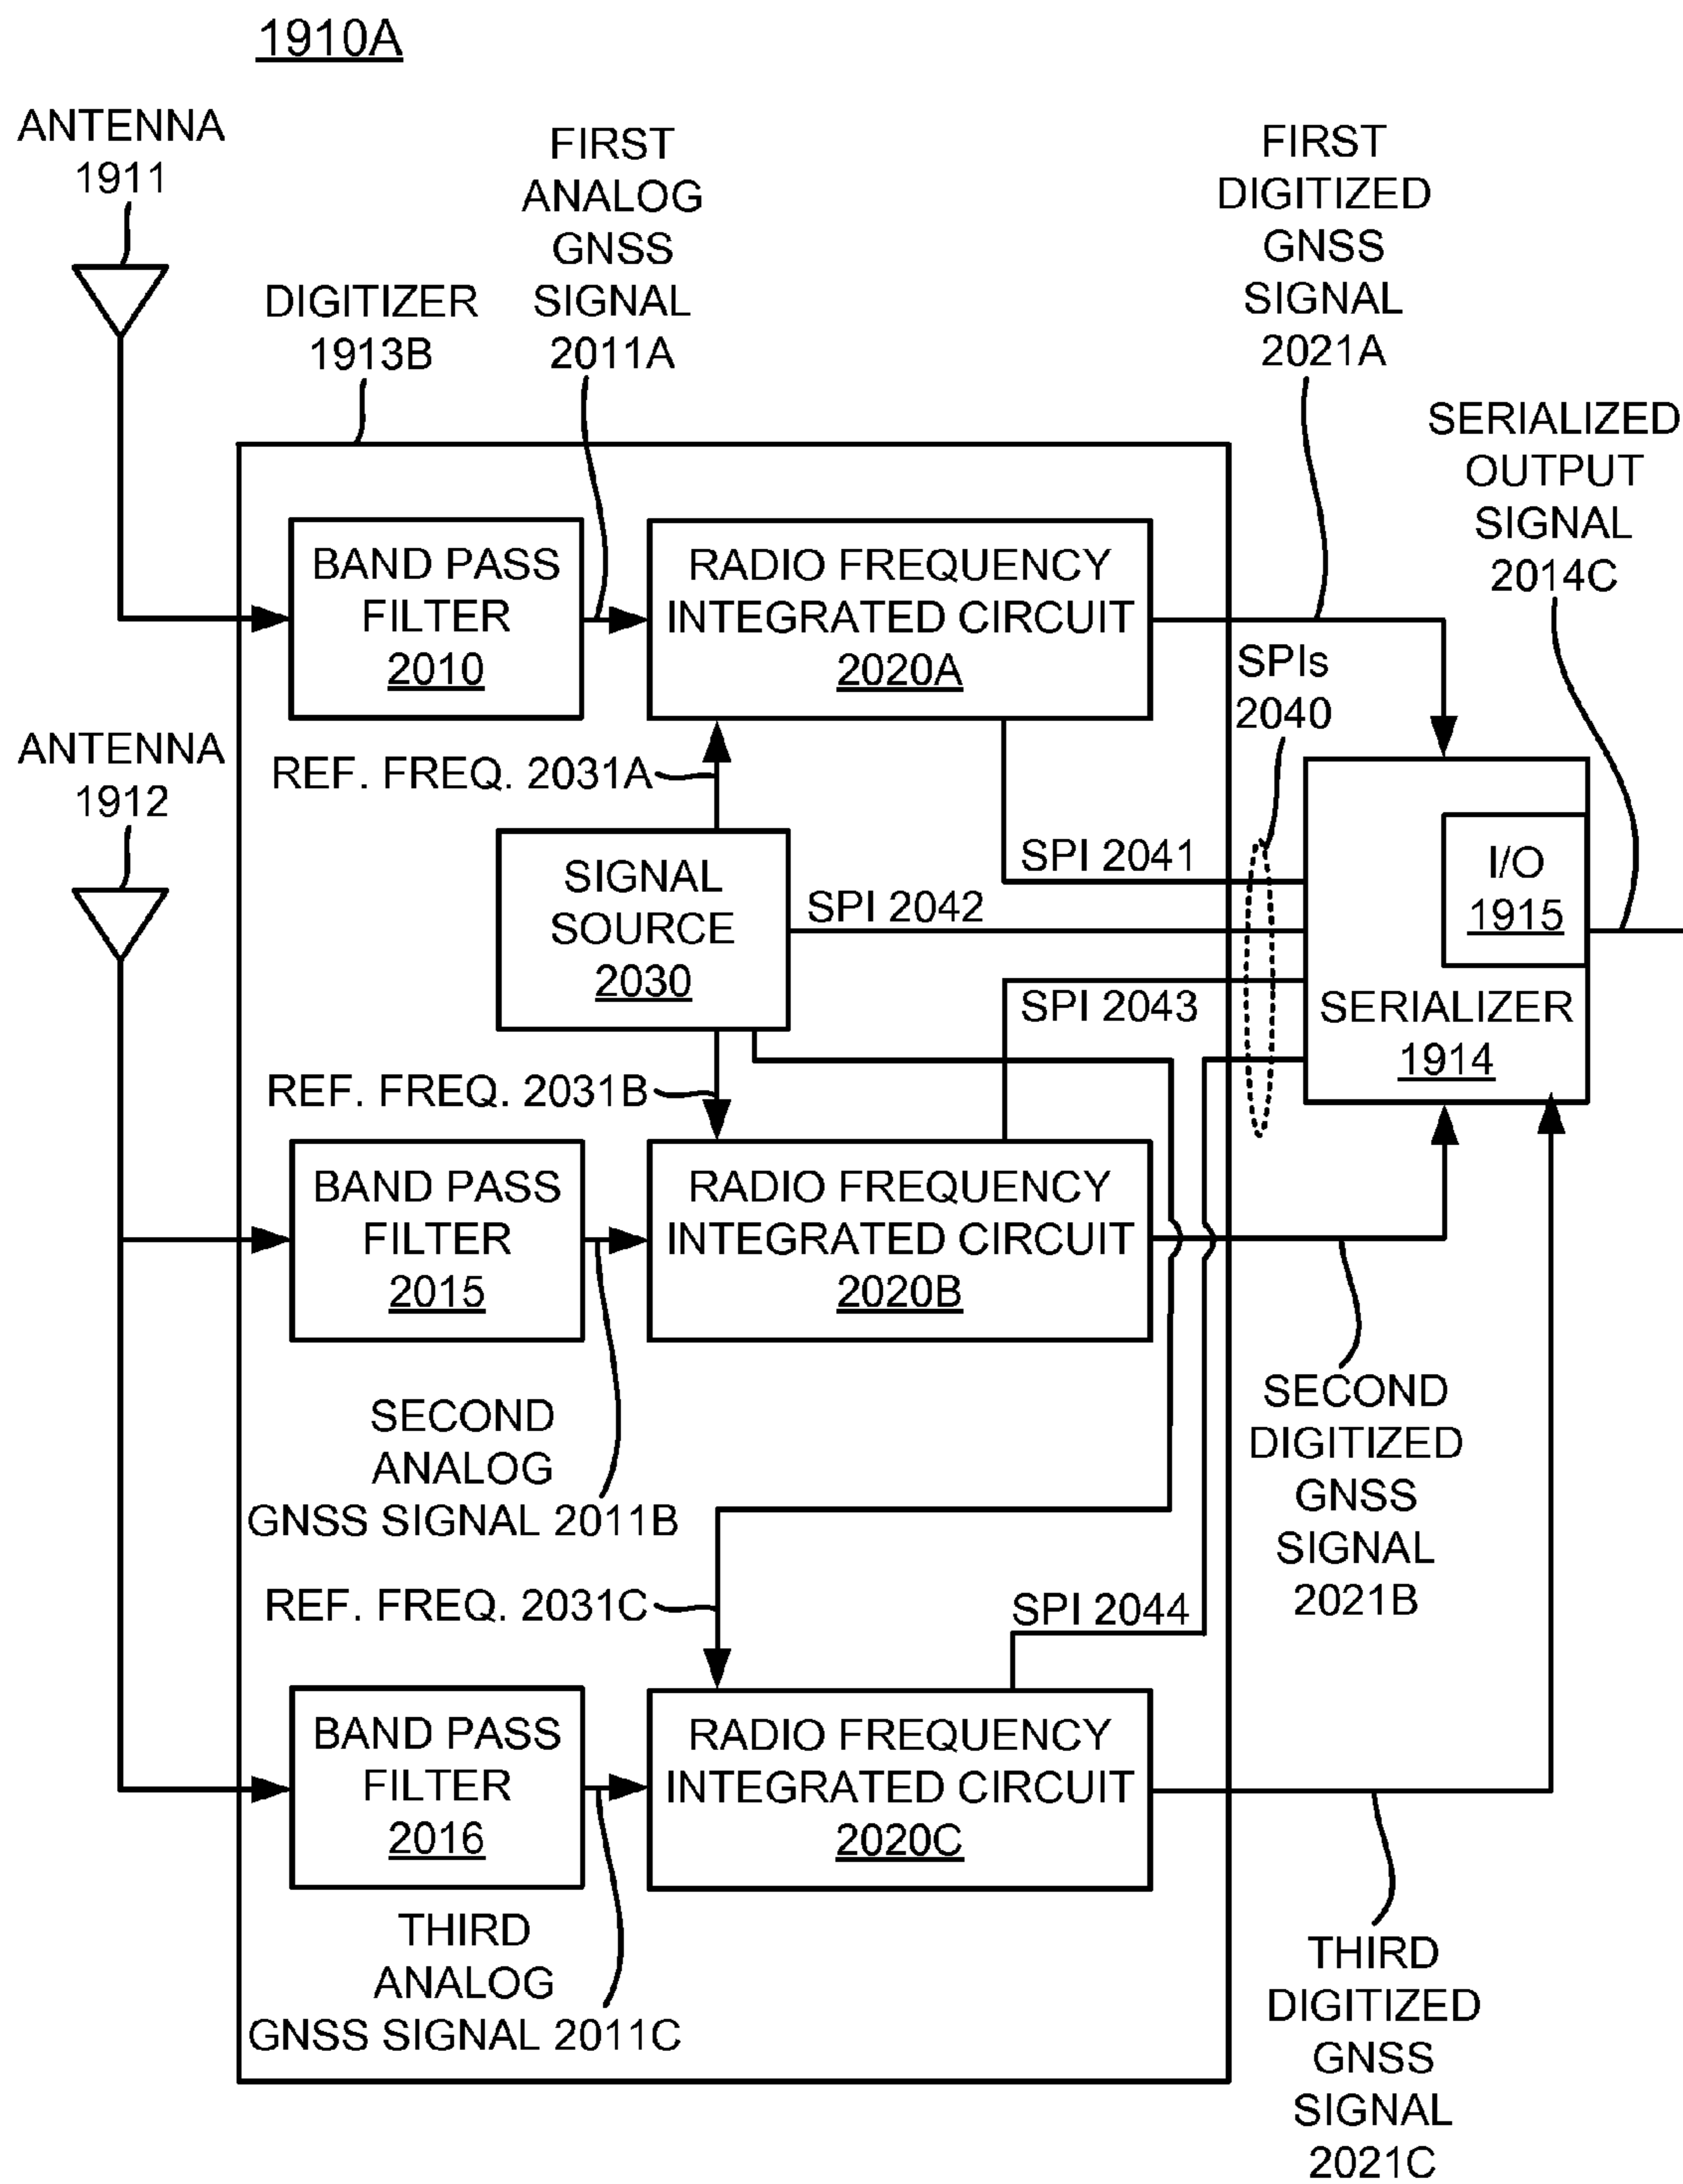 1910A
ANTENNA
1911
FIRST
ANALOG
GNSS
SIGNAL
2011A
FIRST
DIGITIZED
GNSS
SIGNAL
2021A
DIGITIZER
1913B
SERIALIZED
OUTPUT
SIGNAL
2014C
BAND PASS
FILTER
2010
RADIO FREQUENCY
INTEGRATED CIRCUIT
2020A
SPIs
2040
ANTENNA
1912
REF. FREQ. 2031A
SIGNAL
SOURCE
2030
SPI 2041
SPI 2042
SPI 2043
I/O
1915
SERIALIZER
1914
REF. FREQ. 2031B
BAND PASS
FILTER
2015
RADIO FREQUENCY
INTEGRATED CIRCUIT
2020B
SECOND
ANALOG
GNSS SIGNAL 2011B
SECOND
DIGITIZED
GNSS
SIGNAL
2021B
REF. FREQ. 2031C
SPI 2044
BAND PASS
FILTER
2016
RADIO FREQUENCY
INTEGRATED CIRCUIT
2020C
THIRD
ANALOG
GNSS SIGNAL 2011C
THIRD
DIGITIZED
GNSS
SIGNAL
2021C